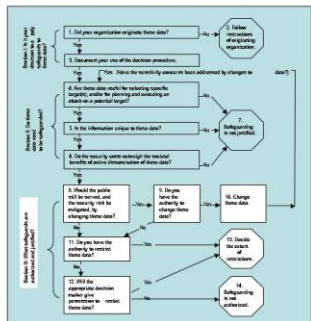 Section I: Is it your
decision to apply
safeguards to
these data?
1. Did your organization originate these data?
No
2. Follow
instructions
of originating
organization.
Yes
3. Document your use of the decision procedure.
Yes (Have the sensitivity concerns been addressed by changes to data?)
Section II: Do these
data need
to be safeguarded?
4. Are these data useful for selecting specific
target(s), and/or for planning and executing an
attack on a potential target?
No
Yes
5. Is the information unique to these data?
No
7.
Safeguarding
is not justified.
Yes
6. Do the security costs outweigh the societal
benefits of active dissemination of these data?
No
Yes
Section III: What safeguards are
authorized and justified?
8. Would the public
still be served, and
the security risk be
mitigated, by
changing these data?
Yes
9. Do you
have the
authority to
change these
data?
Yes
10. Change
these data.
No
No
11. Do you have the
authority to restrict
these data?
Yes
13. Decide
the extent
of
restrictions.
No
12. Will the
appropriate decision
maker give
permission to restrict
these data?
Yes
No
14.
Safeguarding
is not
authorized.